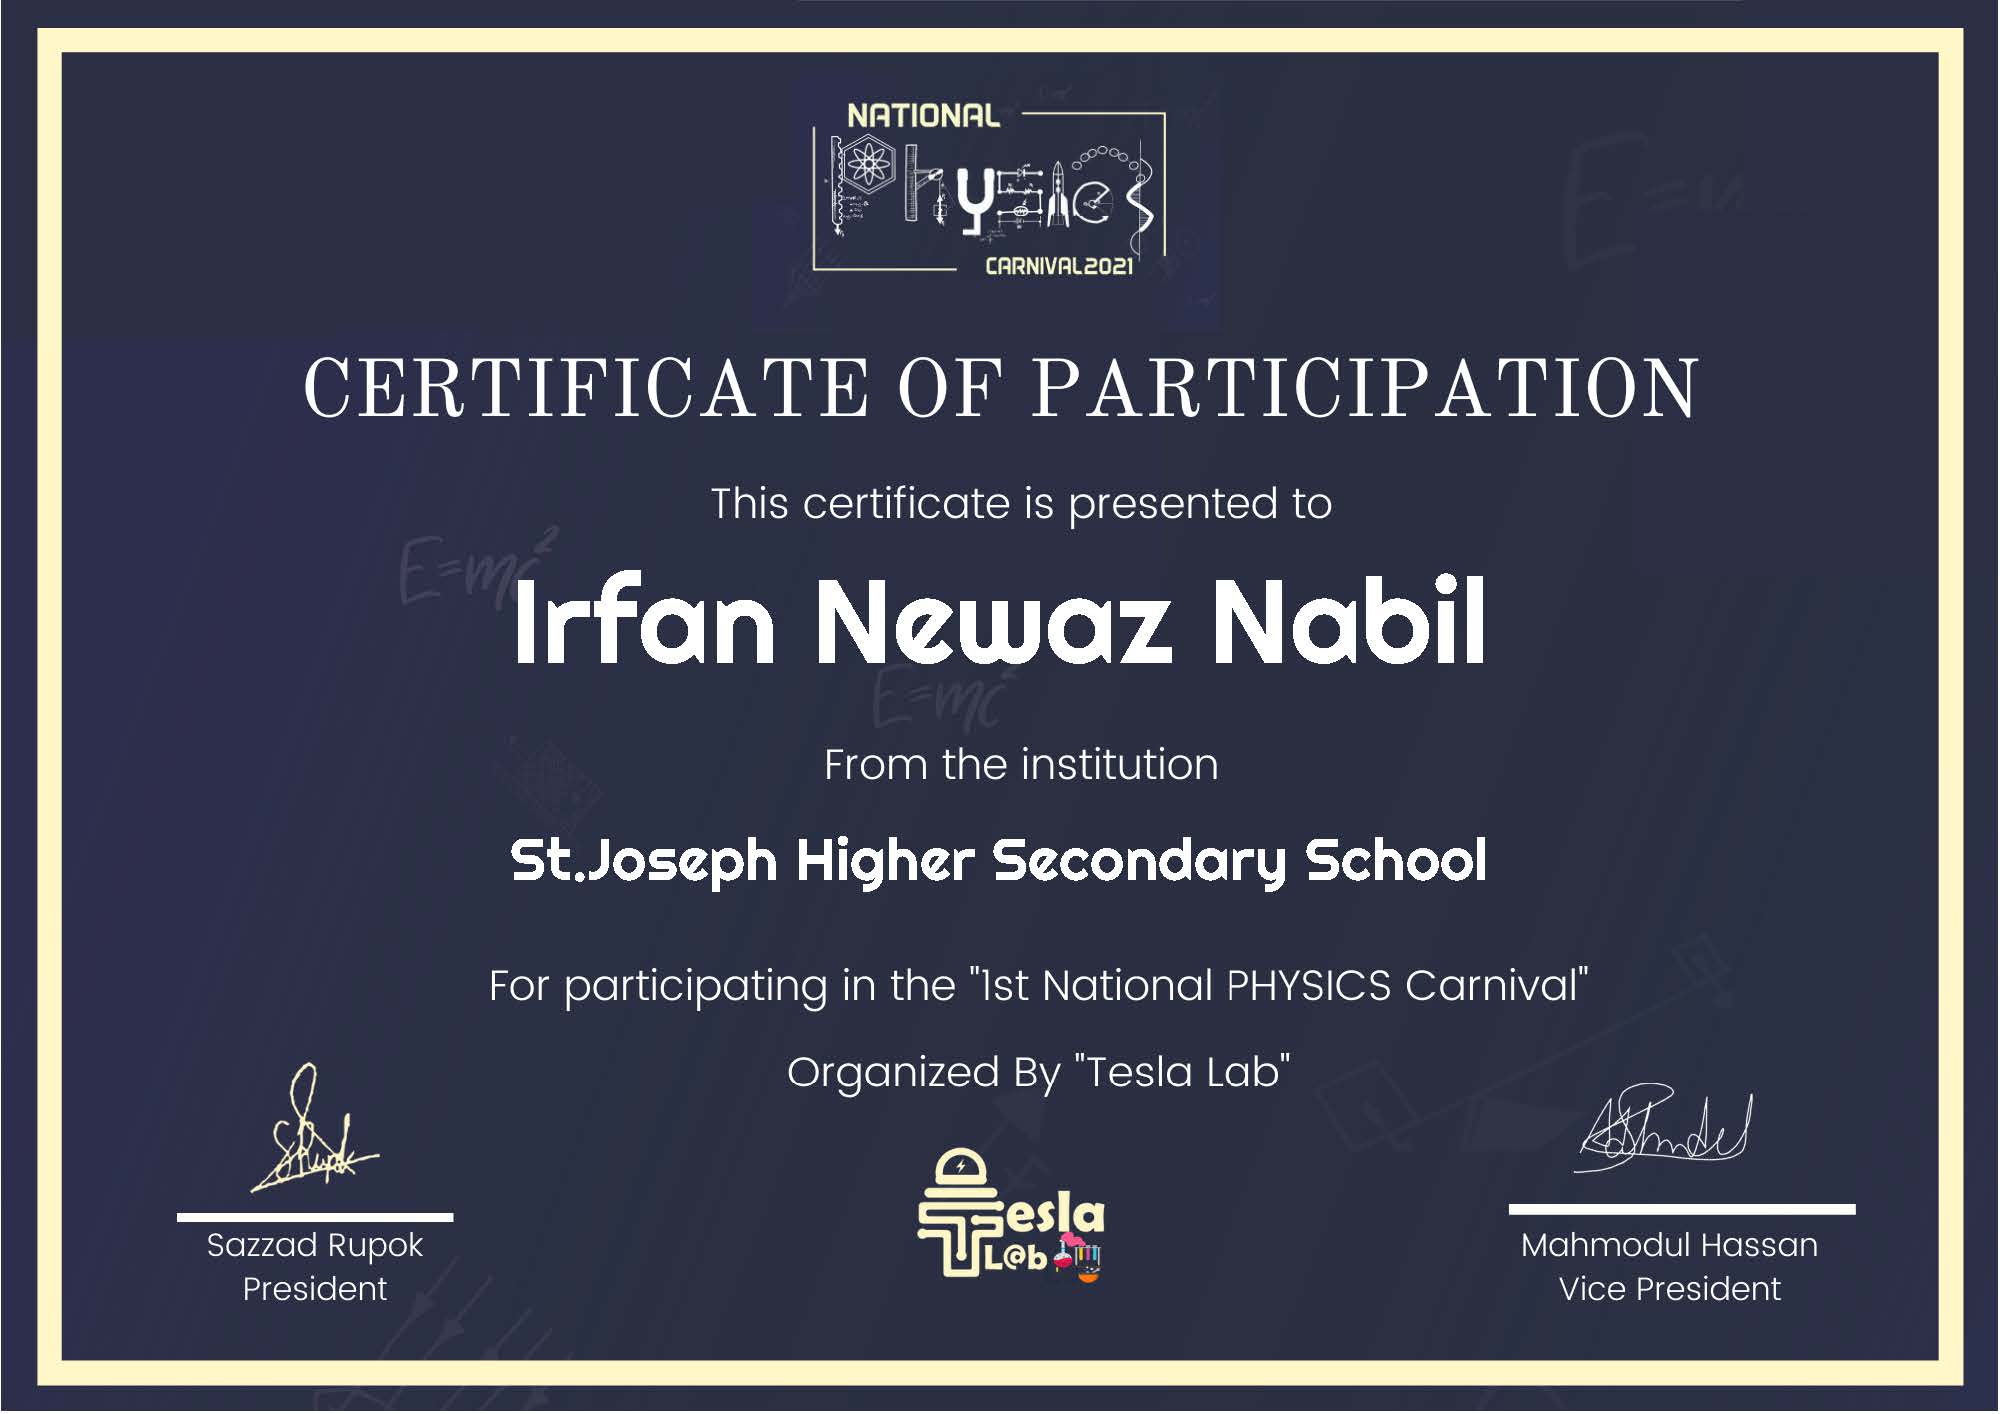 NATIONAL
Physics
CARNIVAL2021
CERTIFICATE OF PARTICIPATION
This certificate is presented to
E=mc²
Irfan Newaz Nabil
E=mc²
From the institution
St.Joseph Higher Secondary School
For participating in the "1st National PHYSICS Carnival"
Organized By "Tesla Lab"
Tesla
L@b
Sazzad Rupok
President
Mahmodul Hassan
Vice President